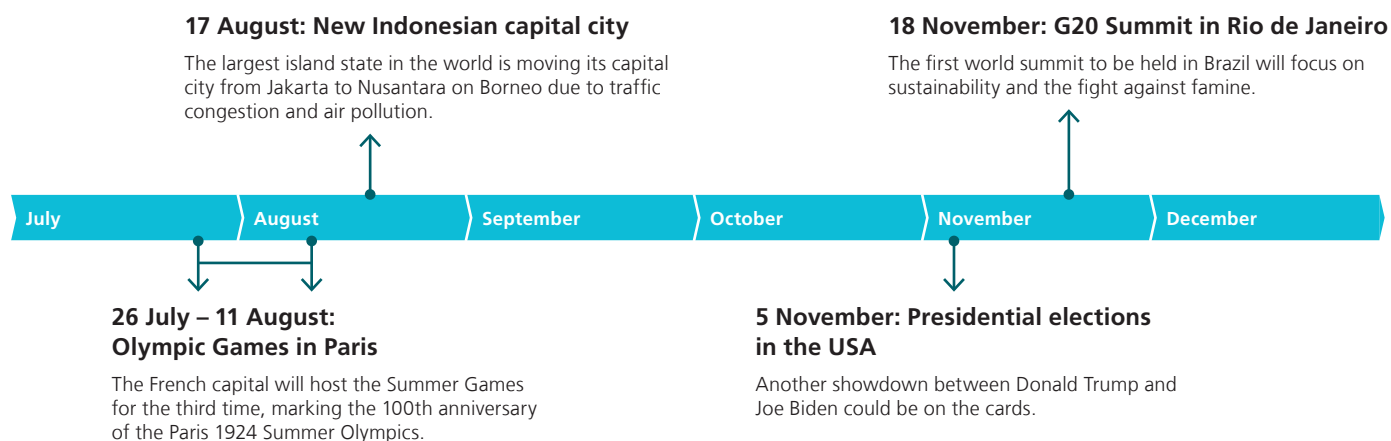 17 August: New Indonesian capital city
The largest island state in the world is moving its capital
city from Jakarta to Nusantara on Borneo due to traffic
congestion and air pollution.
18 November: G20 Summit in Rio de Janeiro
The first world summit to be held in Brazil will focus on
sustainability and the fight against famine.
July
August
September
October
November
December
26 July – 11 August:
Olympic Games in Paris
The French capital will host the Summer Games
for the third time, marking the 100th anniversary
of the Paris 1924 Summer Olympics.
5 November: Presidential elections
in the USA
Another showdown between Donald Trump and
Joe Biden could be on the cards.